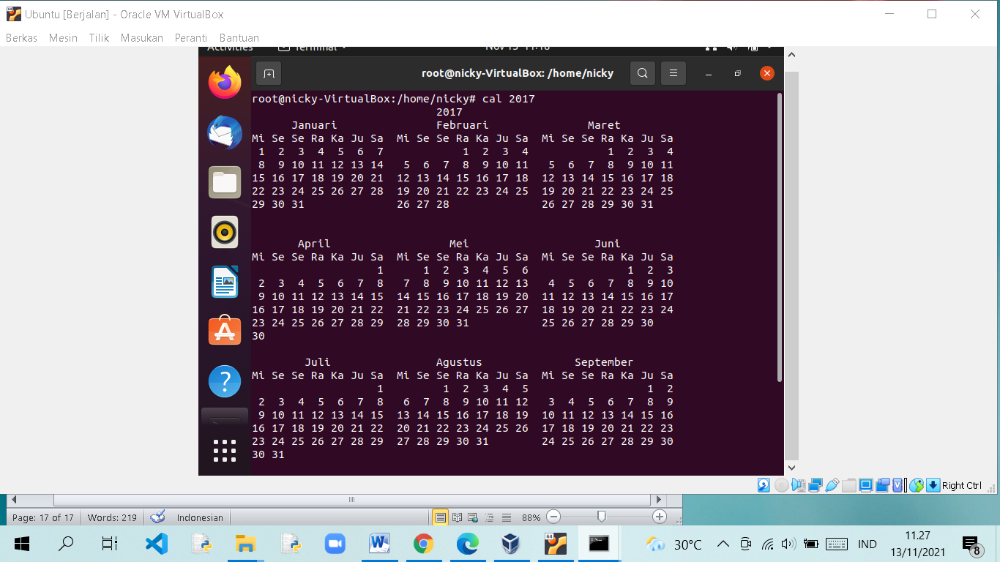 Ubuntu [Berjalan] - Oracle VM VirtualBox
Berkas Mesin Tilik Masukan Peranti Bantuan
Activities Terminal Nov 13 11:18
root@nicky-VirtualBox: /home/nicky
root@nicky-VirtualBox:/home/nicky# cal 2017
                            2017
      Januari               Februari               Maret
Mi Se Se Ra Ka Ju Sa  Mi Se Se Ra Ka Ju Sa  Mi Se Se Ra Ka Ju Sa
 1  2  3  4  5  6  7            1  2  3  4            1  2  3  4
 8  9 10 11 12 13 14   5  6  7  8  9 10 11   5  6  7  8  9 10 11
15 16 17 18 19 20 21  12 13 14 15 16 17 18  12 13 14 15 16 17 18
22 23 24 25 26 27 28  19 20 21 22 23 24 25  19 20 21 22 23 24 25
29 30 31              26 27 28              26 27 28 29 30 31
       April                  Mei                   Juni
Mi Se Se Ra Ka Ju Sa  Mi Se Se Ra Ka Ju Sa  Mi Se Se Ra Ka Ju Sa
                   1      1  2  3  4  5  6               1  2  3
 2  3  4  5  6  7  8   7  8  9 10 11 12 13   4  5  6  7  8  9 10
 9 10 11 12 13 14 15  14 15 16 17 18 19 20  11 12 13 14 15 16 17
16 17 18 19 20 21 22  21 22 23 24 25 26 27  18 19 20 21 22 23 24
23 24 25 26 27 28 29  28 29 30 31           25 26 27 28 29 30
30
        Juli                Agustus              September
Mi Se Se Ra Ka Ju Sa  Mi Se Se Ra Ka Ju Sa  Mi Se Se Ra Ka Ju Sa
                   1         1  2  3  4  5                  1  2
 2  3  4  5  6  7  8   6  7  8  9 10 11 12   3  4  5  6  7  8  9
 9 10 11 12 13 14 15  13 14 15 16 17 18 19  10 11 12 13 14 15 16
16 17 18 19 20 21 22  20 21 22 23 24 25 26  17 18 19 20 21 22 23
23 24 25 26 27 28 29  27 28 29 30 31        24 25 26 27 28 29 30
30 31
Right Ctrl
Page: 17 of 17 Words: 219 Indonesian 88%
30°C IND 11.27
13/11/2021 8